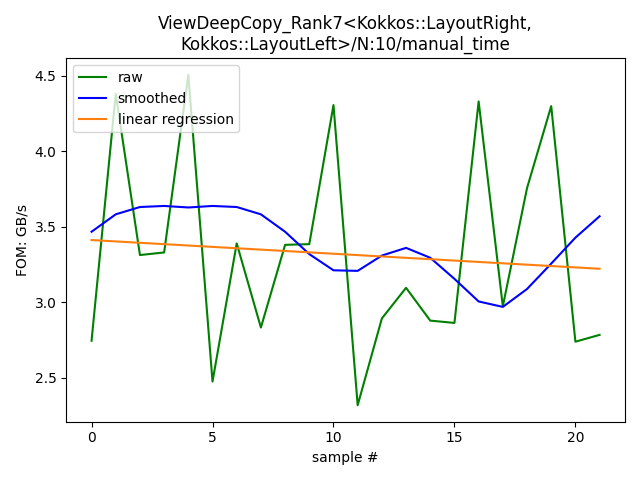 ViewDeepCopy_Rank7<Kokkos::LayoutRight,
Kokkos::LayoutLeft>/N:10/manual_time
raw
smoothed
linear regression
FOM: GB/s
4.5
4.0
3.5
3.0
2.5
0
5
10
15
20
sample #